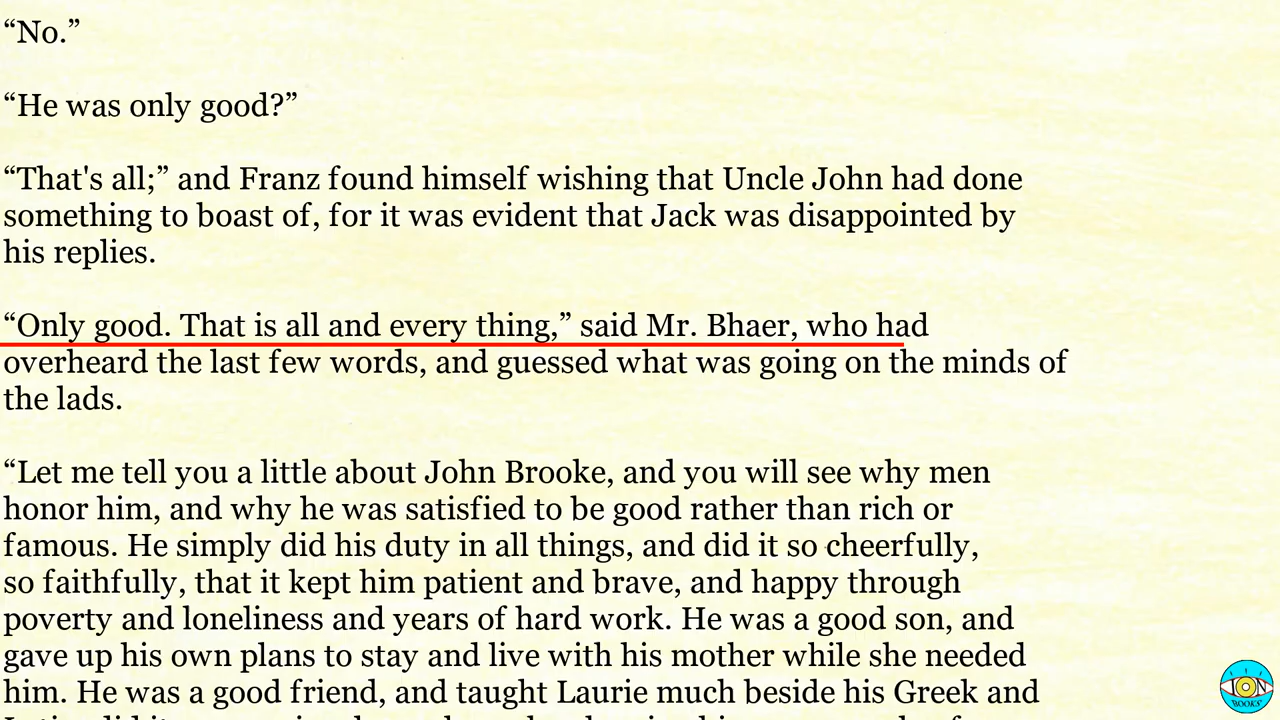 “No.”
“He was only good?”
“That's all;” and Franz found himself wishing that Uncle John had done
something to boast of, for it was evident that Jack was disappointed by
his replies.
“Only good. That is all and every thing,” said Mr. Bhaer, who had
overheard the last few words, and guessed what was going on the minds of
the lads.
“Let me tell you a little about John Brooke, and you will see why men
honor him, and why he was satisfied to be good rather than rich or
famous. He simply did his duty in all things, and did it so cheerfully,
so faithfully, that it kept him patient and brave, and happy through
poverty and loneliness and years of hard work. He was a good son, and
gave up his own plans to stay and live with his mother while she needed
him. He was a good friend, and taught Laurie much beside his Greek and
ION
BOOKS